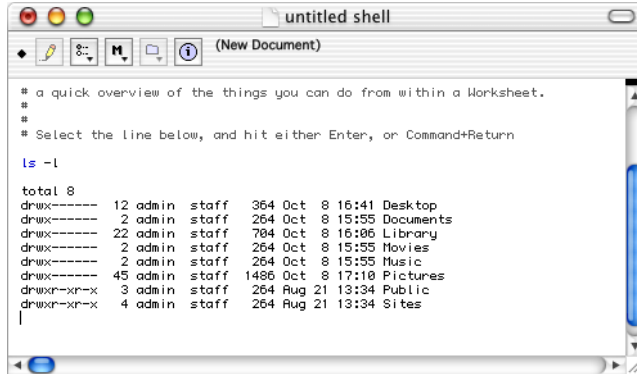 untitled shell
(New Document)
# a quick overview of the things you can do from within a Worksheet.
#
#
# Select the line below, and hit either Enter, or Command+Return
ls -l
total 8
drwx------  12 admin  staff   364 Oct  8 16:41 Desktop
drwx------   2 admin  staff   264 Oct  8 15:55 Documents
drwx------  22 admin  staff   704 Oct  8 16:06 Library
drwx------   2 admin  staff   264 Oct  8 15:55 Movies
drwx------   2 admin  staff   264 Oct  8 15:55 Music
drwx------  45 admin  staff  1486 Oct  8 17:10 Pictures
drwxr-xr-x   3 admin  staff   264 Aug 21 13:34 Public
drwxr-xr-x   4 admin  staff   264 Aug 21 13:34 Sites